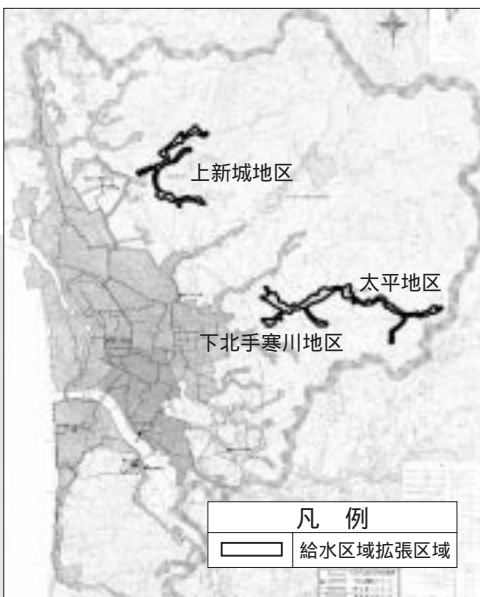 上新城地区
太平地区
下北手寒川地区
凡 例
給水区域拡張区域